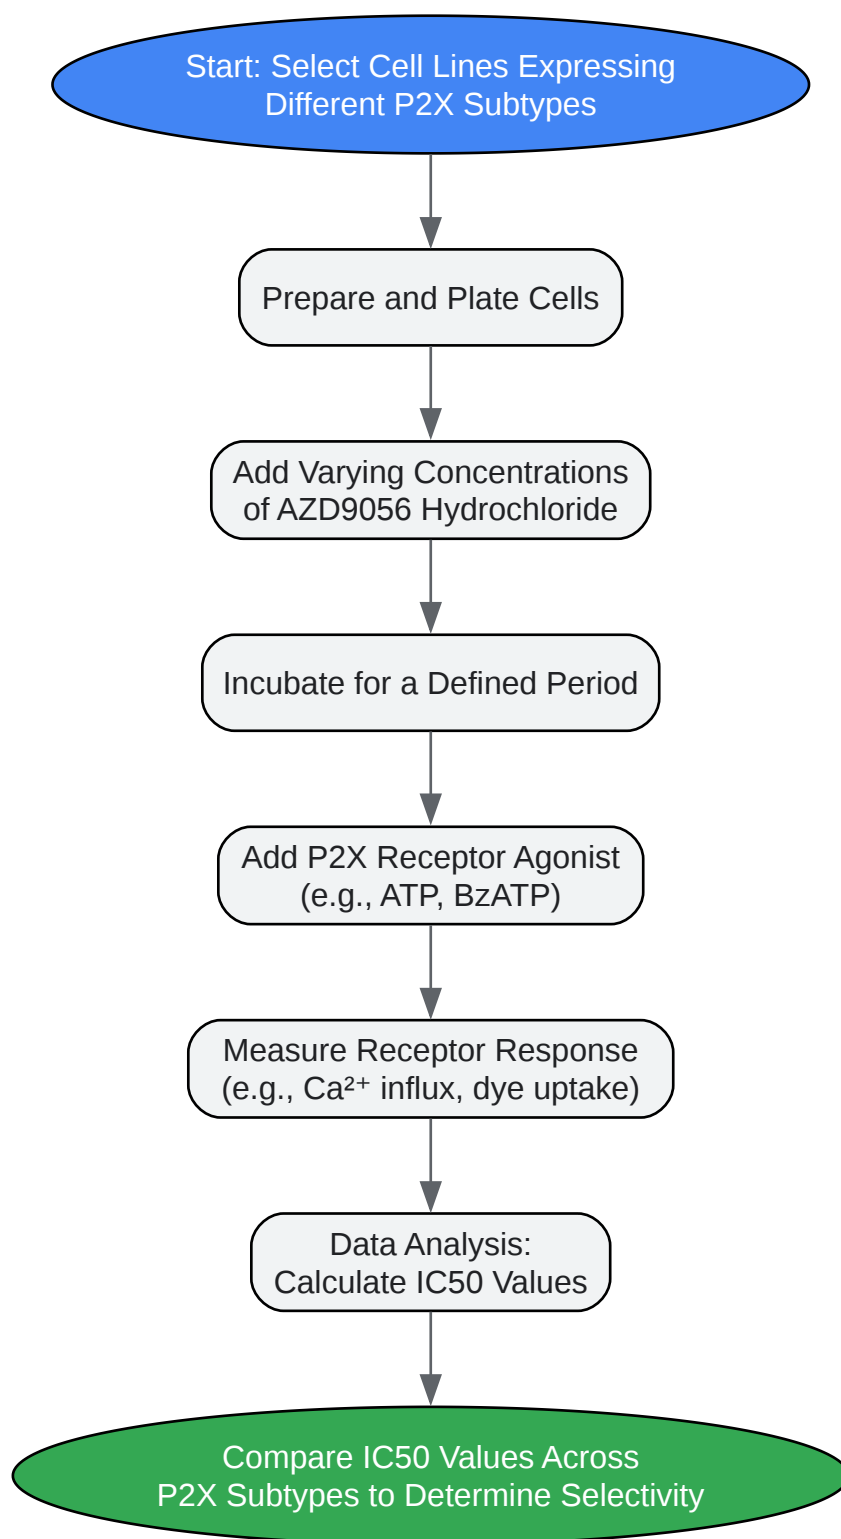 Start: Select Cell Lines Expressing
Different P2X Subtypes
Prepare and Plate Cells
Add Varying Concentrations
of AZD9056 Hydrochloride
Incubate for a Defined Period
Add P2X Receptor Agonist
(e.g., ATP, BzATP)
Measure Receptor Response
(e.g., Ca²⁺ influx, dye uptake)
Data Analysis:
Calculate IC50 Values
Compare IC50 Values Across
P2X Subtypes to Determine Selectivity